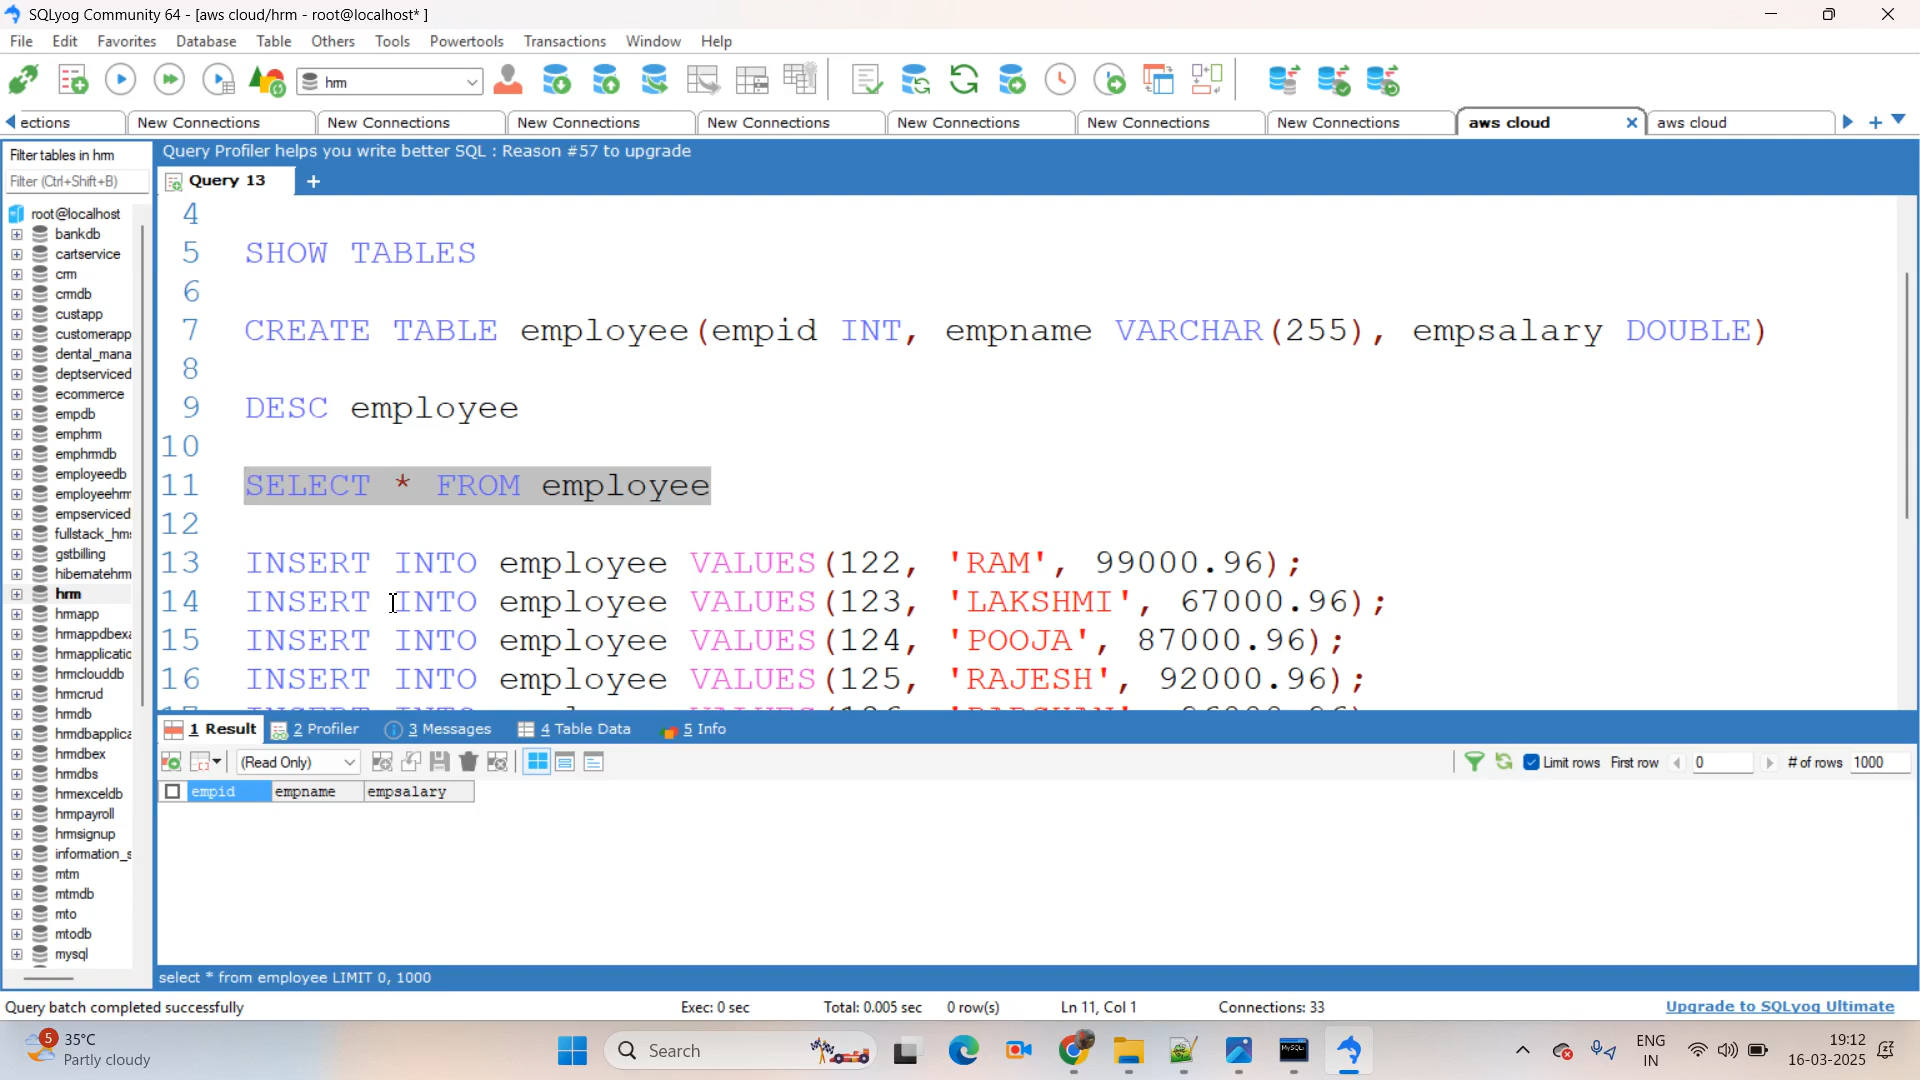 SQLyog Community 64 - [aws cloud/hrm - root@localhost* ]
File Edit Favorites Database Table Others Tools Powertools Transactions Window Help
hrm
ections New Connections New Connections New Connections New Connections New Connections New Connections New Connections aws cloud aws cloud
Filter tables in hrm
Filter (Ctrl+Shift+B)
root@localhost
bankdb
cartservice
crm
crmdb
custapp
customerapp
dental_mana
deptserviced
ecommerce
empdb
emphrm
emphrmdb
employeedb
employeehrm
empserviced
fullstack_hm
gstbilling
hibernatehrm
hrm
hrmapp
hrmappdbex
hrmapplicatic
hrmclouddb
hrmcrud
hrmdb
hrmdbapplica
hrmdbex
hrmdbs
hrmexceldb
hrmpayroll
hrmsignup
information_s
mtm
mtmdb
mto
mtodb
mysql
Query Profiler helps you write better SQL : Reason #57 to upgrade
Query 13
4
5 SHOW TABLES
6
7 CREATE TABLE employee(empid INT, empname VARCHAR(255), empsalary DOUBLE)
8
9 DESC employee
10
11 SELECT * FROM employee
12
13 INSERT INTO employee VALUES(122, 'RAM', 99000.96);
14 INSERT INTO employee VALUES(123, 'LAKSHMI', 67000.96);
15 INSERT INTO employee VALUES(124, 'POOJA', 87000.96);
16 INSERT INTO employee VALUES(125, 'RAJESH', 92000.96);
1 Result 2 Profiler 3 Messages 4 Table Data 5 Info
(Read Only) Limit rows First row 0 # of rows 1000
empid empname empsalary
select * from employee LIMIT 0, 1000
Query batch completed successfully Exec: 0 sec Total: 0.005 sec 0 row(s) Ln 11, Col 1 Connections: 33 Upgrade to SQLyog Ultimate
5 35°C
Partly cloudy
Search
MySQL
ENG
IN
19:12
16-03-2025